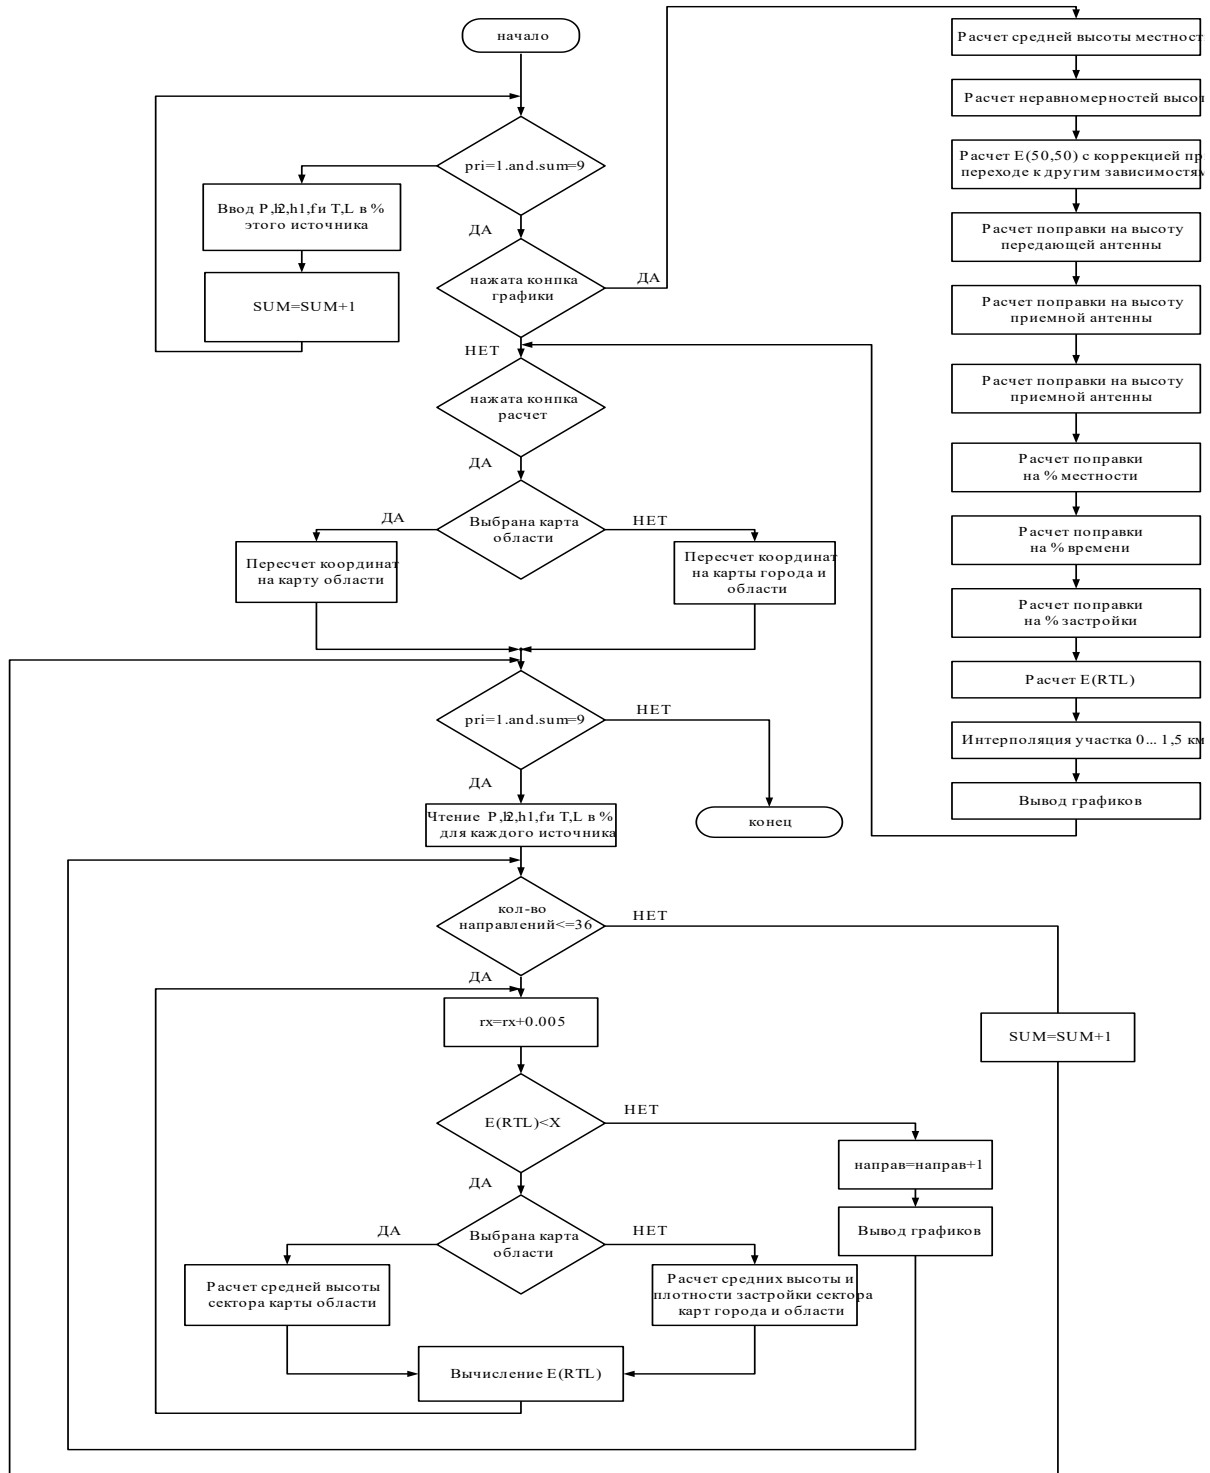 начало
pri=1.and.sum=9
Ввод P,h2,h1,f и T,L в %
этого источника
SUM=SUM+1
ДА
нажата конпка
графики
ДА
НЕТ
нажата конпка
расчет
ДА
Выбрана карта
области
ДА
НЕТ
Пересчет координат
на карту области
Пересчет координат
на карты города и
области
pri=1.and.sum=9
НЕТ
ДА
конец
Чтение P,h2,h1,f и T,L в %
для каждого источника
кол-во
направлений<=36
НЕТ
ДА
rx=rx+0.005
SUM=SUM+1
E(RTL)<X
НЕТ
ДА
направ=направ+1
Вывод графиков
Выбрана карта
области
ДА
НЕТ
Расчет средней высоты
сектора карты области
Расчет средних высоты и
плотности застройки сектора
карт города и области
Вычисление E(RTL)
Расчет средней высоты местност
Расчет неравномерностей высот
Расчет E(50,50) с коррекцией пр
переходе к другим зависимостям
Расчет поправки на высоту
передающей антенны
Расчет поправки на высоту
приемной антенны
Расчет поправки на высоту
приемной антенны
Расчет поправки
на % местности
Расчет поправки
на % времени
Расчет поправки
на % застройки
Расчет E(RTL)
Интерполяция участка 0... 1,5 км
Вывод графиков